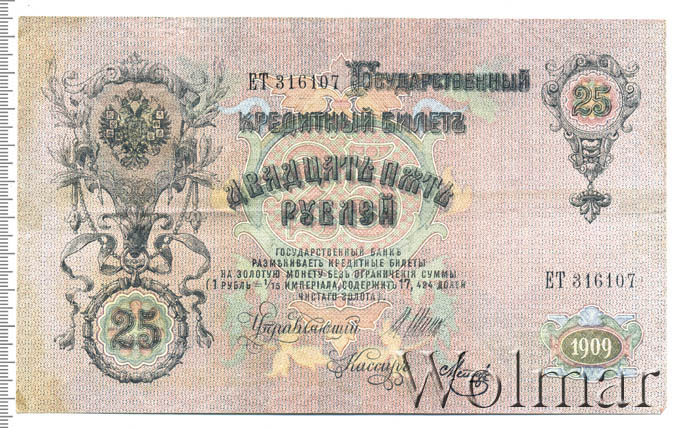 ЕТ 316107 Государственный
25
Кредитный билетъ
Двадцать пять
рублей
Государственный Банкъ
размѣниваетъ кредитные билеты
на золотую монету безъ ограниченія суммы
(1 рубль = 1/15 имперіала, содержитъ 17,424 долей
чистаго золота).
ЕТ 316107
25
Управляющій
1909
Кассиръ
Wolmar